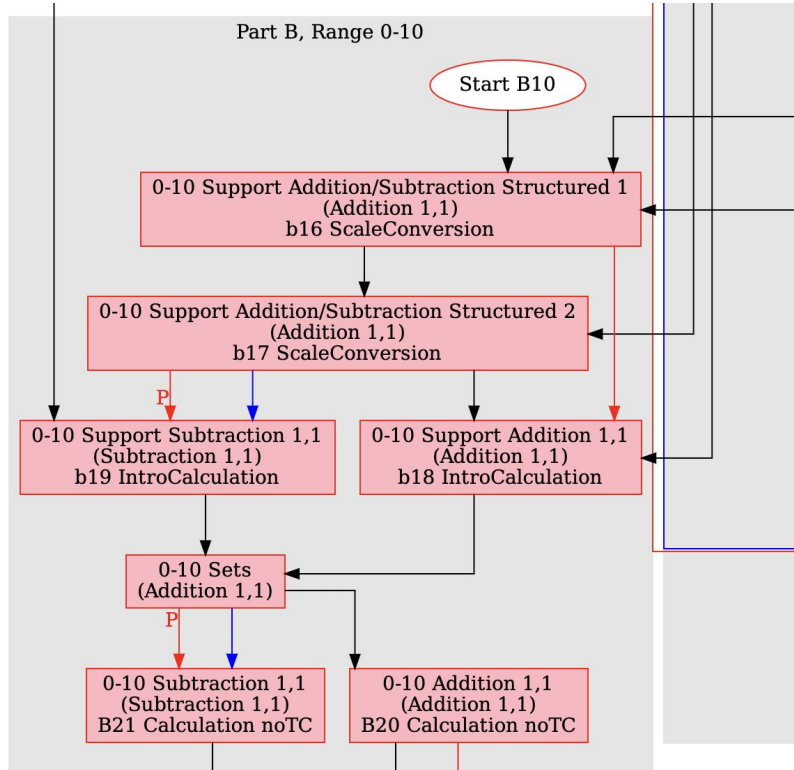 Part B, Range 0-10
Start B10
0-10 Support Addition/Subtraction Structured 1
(Addition 1,1)
b16 ScaleConversion
0-10 Support Addition/Subtraction Structured 2
(Addition 1,1)
b17 ScaleConversion
P
0-10 Support Subtraction 1,1
(Subtraction 1,1)
b19 IntroCalculation
0-10 Support Addition 1,1
(Addition 1,1)
b18 IntroCalculation
0-10 Sets
(Addition 1,1)
P
0-10 Subtraction 1,1
(Subtraction 1,1)
B21 Calculation noTC
0-10 Addition 1,1
(Addition 1,1)
B20 Calculation noTC